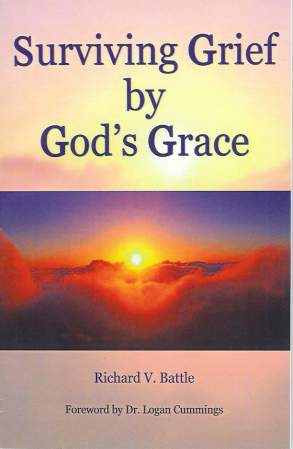 Surviving Grief
by
God's Grace
Richard V. Battle
Foreword by Dr. Logan Cummings